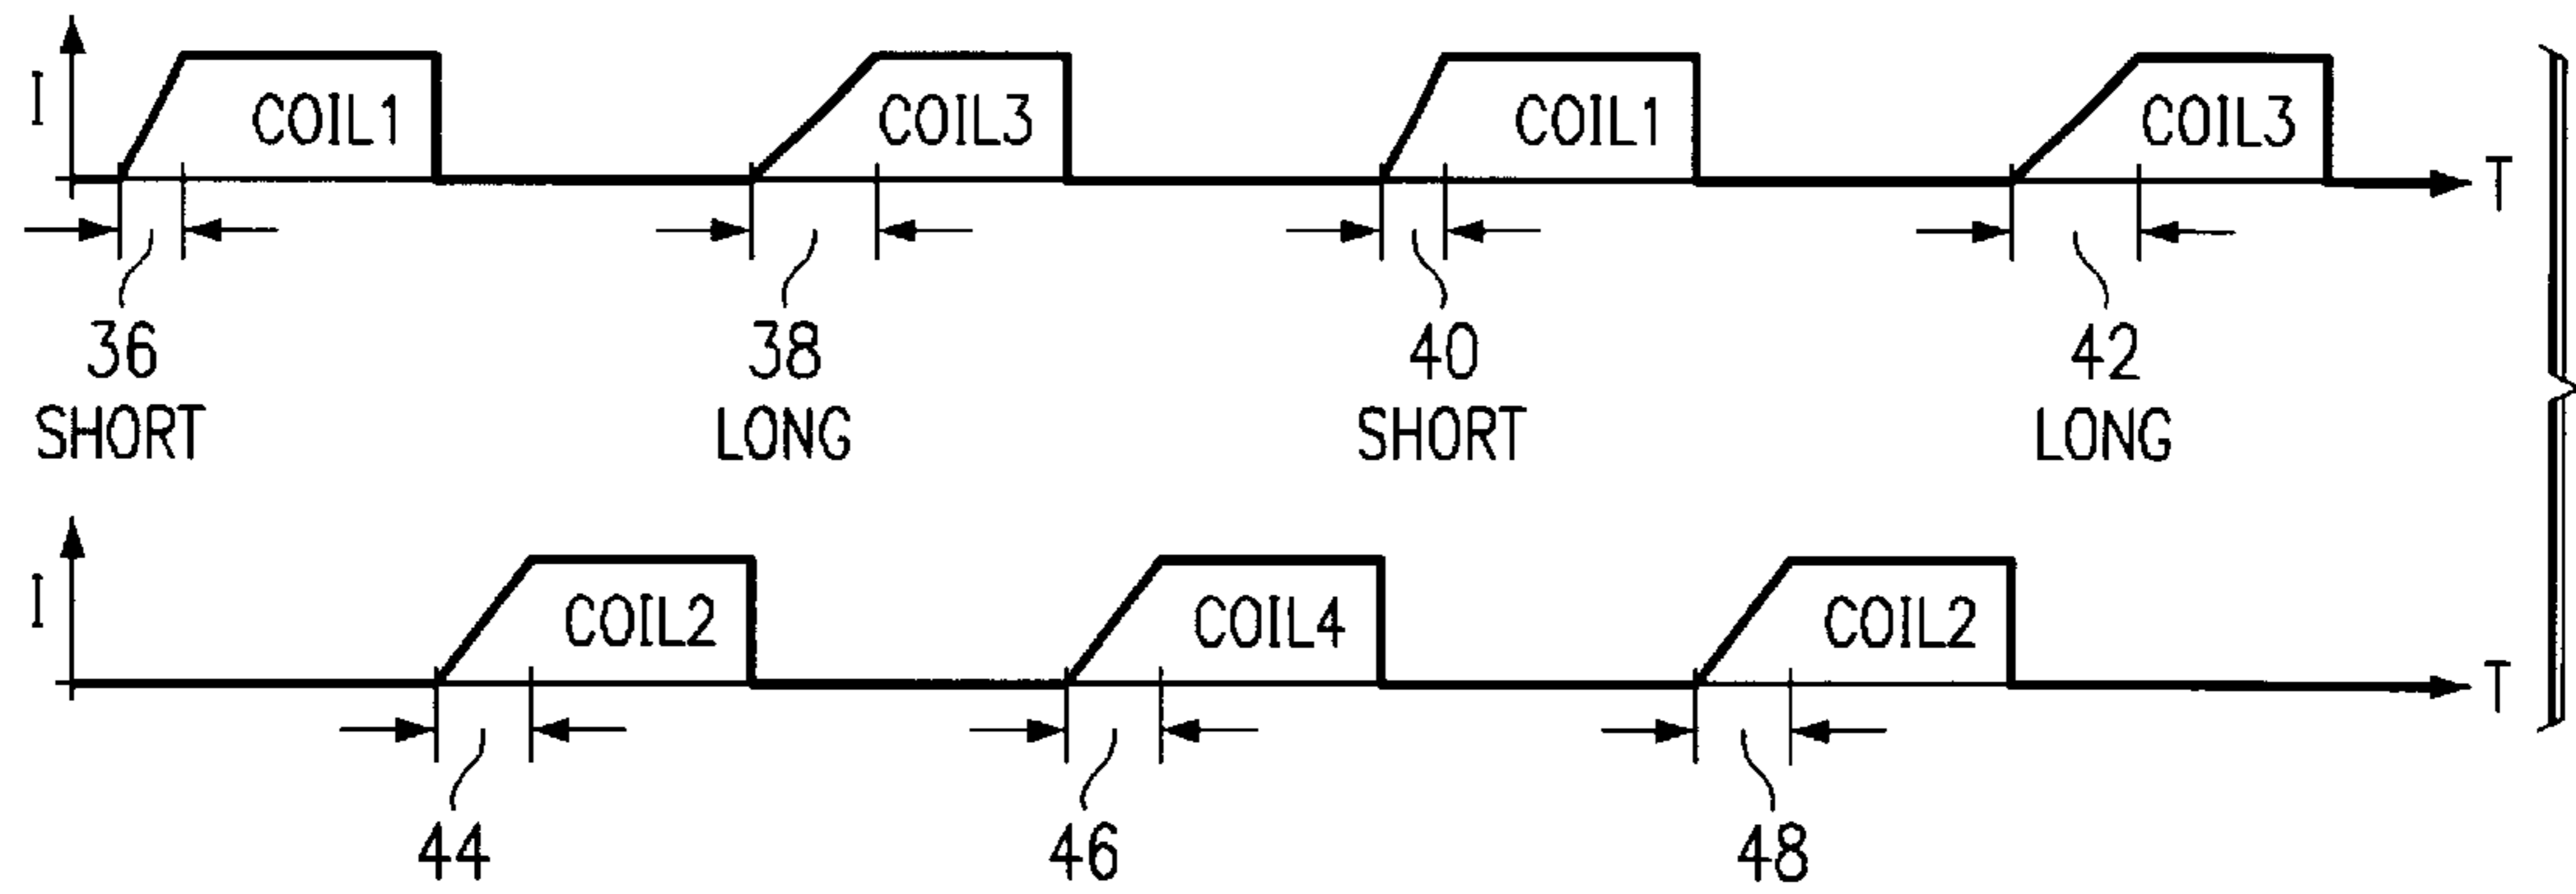 I COIL1 COIL3 COIL1 COIL3 T
36 38 40 42
SHORT LONG SHORT LONG
I COIL2 COIL4 COIL2 T
44 46 48